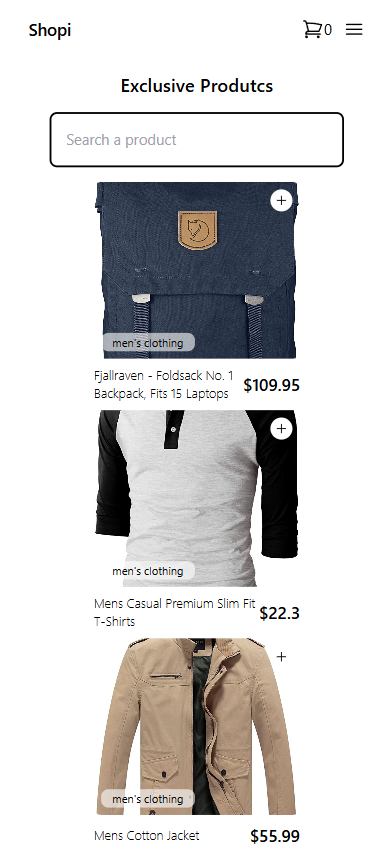 Shopi
0
Exclusive Produtcs
Search a product
men's clothing
Fjallraven - Foldsack No. 1
Backpack, Fits 15 Laptops
$109.95
men's clothing
Mens Casual Premium Slim Fit
T-Shirts
$22.3
men's clothing
Mens Cotton Jacket
$55.99